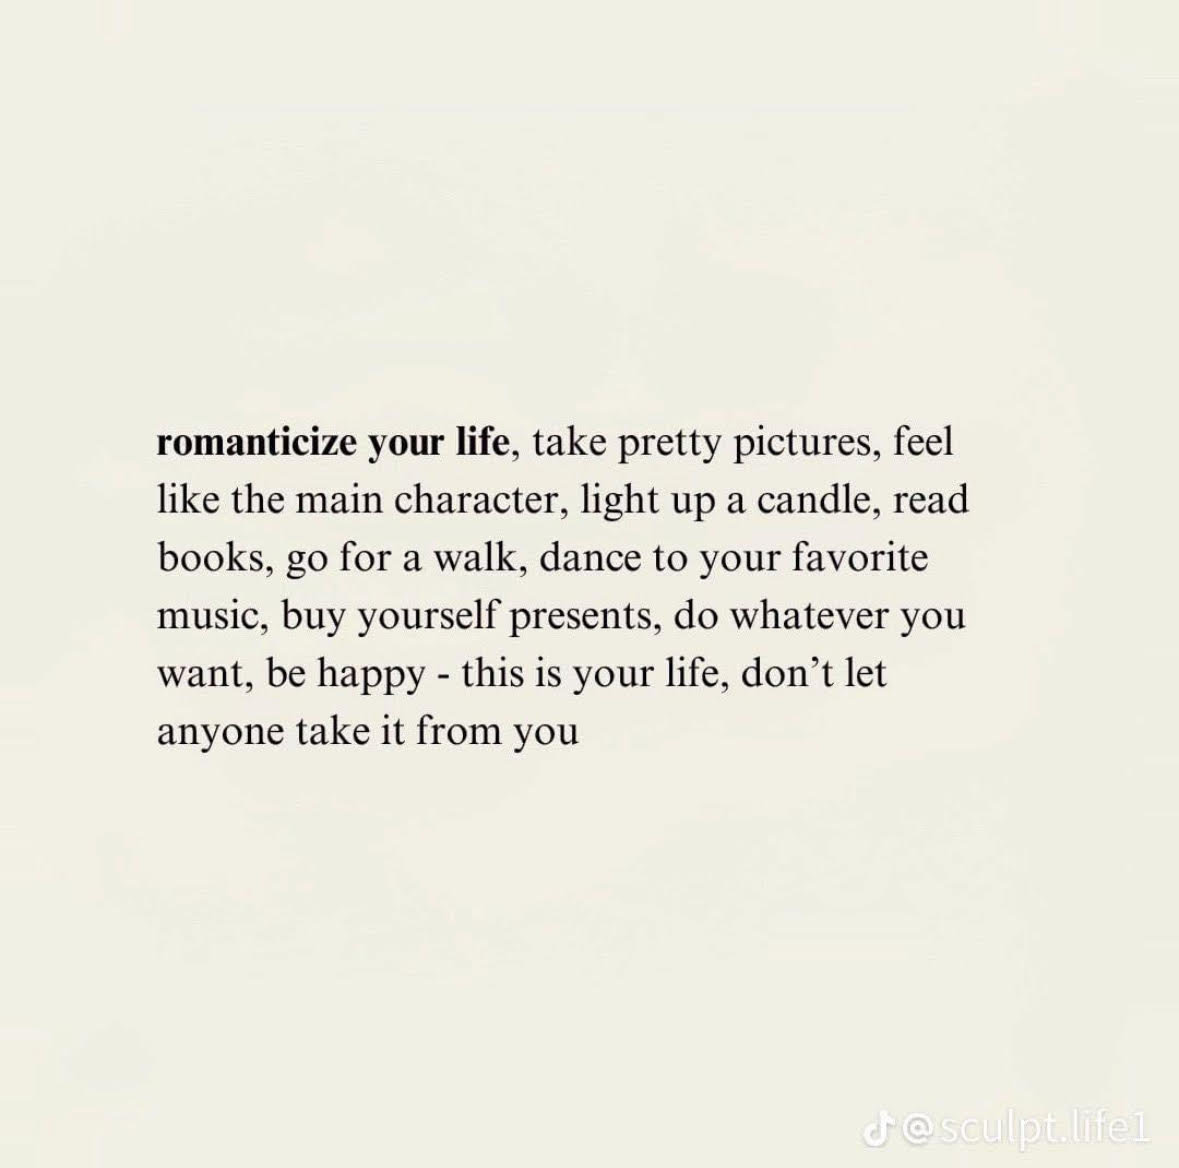 romanticize your life, take pretty pictures, feel
like the main character, light up a candle, read
books, go for a walk, dance to your favorite
music, buy yourself presents, do whatever you
want, be happy - this is your life, don’t let
anyone take it from you
@sculpt.life1